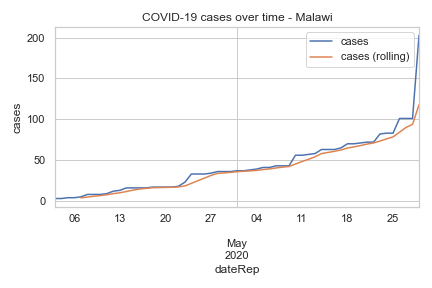 COVID-19 cases over time - Malawi
cases
cases (rolling)
200
150
100
50
0
cases
06 13 20 27 04 11 18 25
May
2020
dateRep